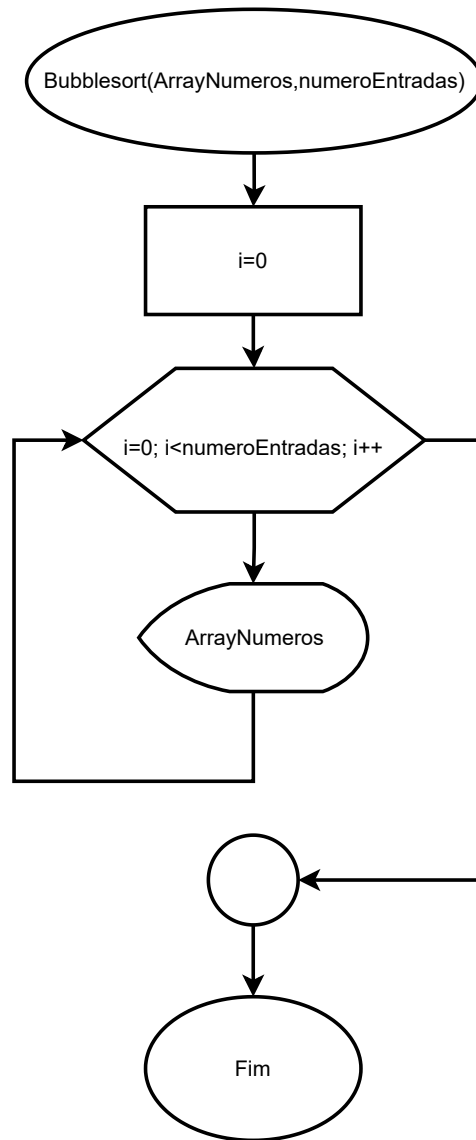 Bubblesort(ArrayNumeros,numeroEntradas)
i=0
i=0; i<numeroEntradas; i++
ArrayNumeros
Fim